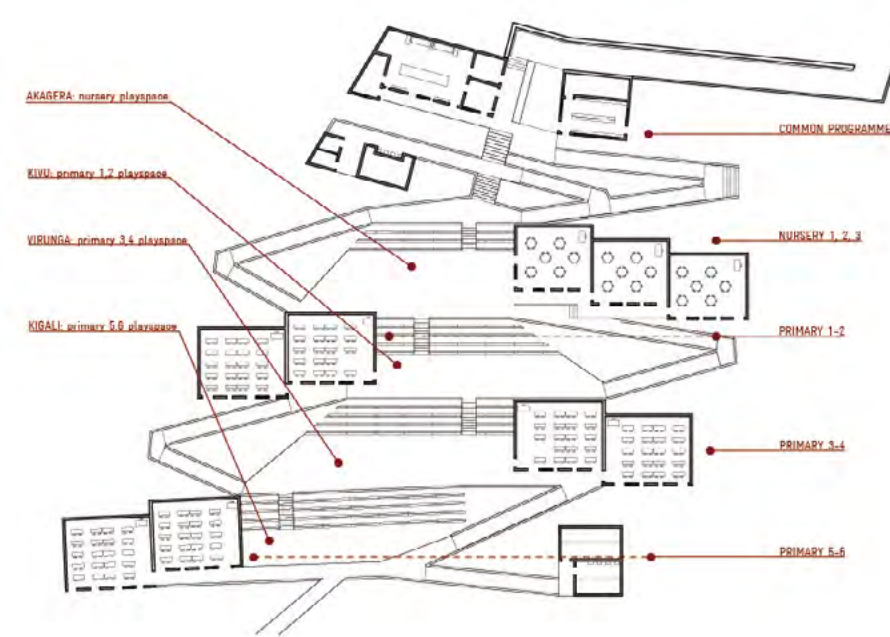 AKAGERA: nursery playspace
COMMON PROGRAMME
KIVU: primary 1,2 playspace
VIRUNGA: primary 3,4 playspace
NURSERY 1, 2, 3
KIGALI: primary 5,6 playspace
PRIMARY 1-2
PRIMARY 3-4
PRIMARY 5-6